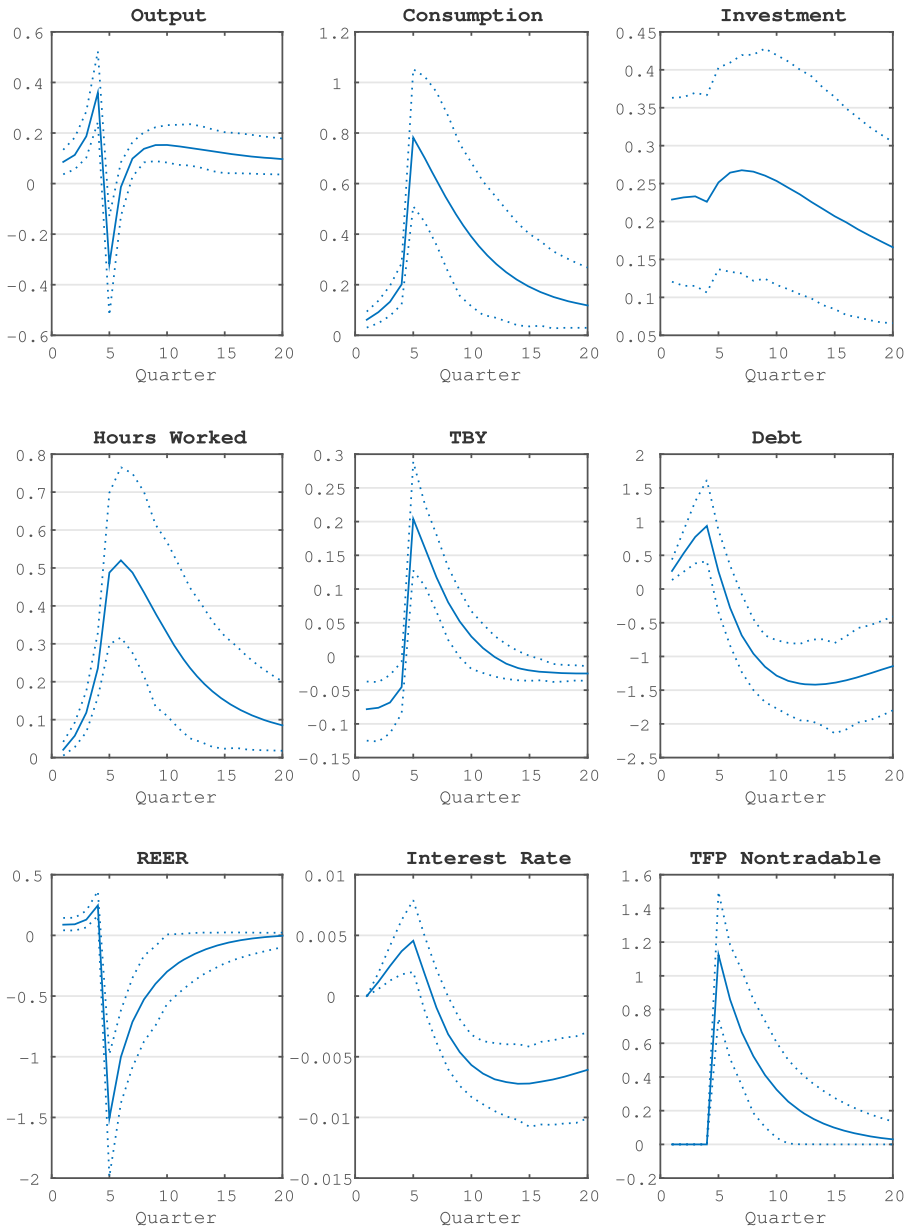 Output
0.6
0.4
0.2
0
-0.2
-0.4
-0.6
0 5 10 15 20
Quarter
Consumption
1.2
1
0.8
0.6
0.4
0.2
0
0 5 10 15 20
Quarter
Investment
0.45
0.4
0.35
0.3
0.25
0.2
0.15
0.1
0.05
0 5 10 15 20
Quarter
Hours Worked
0.8
0.7
0.6
0.5
0.4
0.3
0.2
0.1
0
0 5 10 15 20
Quarter
TBY
0.3
0.25
0.2
0.15
0.1
0.05
0
-0.05
-0.1
-0.15
0 5 10 15 20
Quarter
Debt
2
1.5
1
0.5
0
-0.5
-1
-1.5
-2
-2.5
0 5 10 15 20
Quarter
REER
0.5
0
-0.5
-1
-1.5
-2
0 5 10 15 20
Quarter
Interest Rate
0.01
0.005
0
-0.005
-0.01
-0.015
0 5 10 15 20
Quarter
TFP Nontradable
1.6
1.4
1.2
1
0.8
0.6
0.4
0.2
0
-0.2
0 5 10 15 20
Quarter